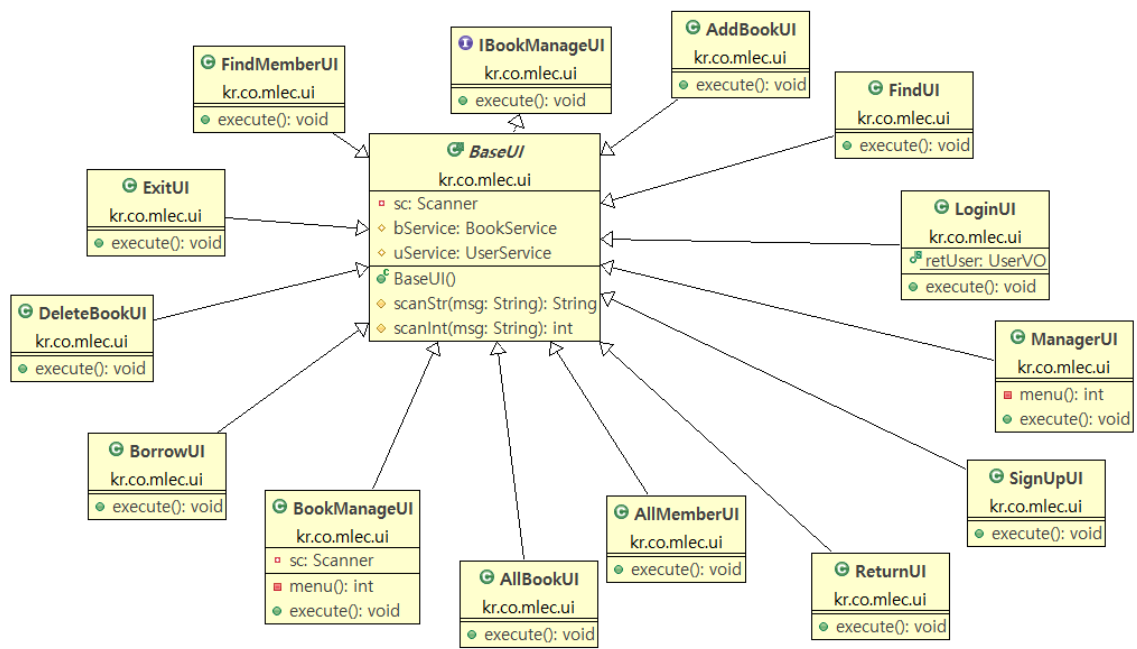 FindMemberUI
kr.co.mlec.ui
execute(): void
IBookManageUI
kr.co.mlec.ui
execute(): void
AddBookUI
kr.co.mlec.ui
execute(): void
FindUI
kr.co.mlec.ui
execute(): void
BaseUI
kr.co.mlec.ui
sc: Scanner
bService: BookService
uService: UserService
BaseUI()
scanStr(msg: String): String
scanInt(msg: String): int
ExitUI
kr.co.mlec.ui
execute(): void
LoginUI
kr.co.mlec.ui
retUser: UserVO
execute(): void
DeleteBookUI
kr.co.mlec.ui
execute(): void
ManagerUI
kr.co.mlec.ui
menu(): int
execute(): void
BorrowUI
kr.co.mlec.ui
execute(): void
SignUpUI
kr.co.mlec.ui
execute(): void
BookManageUI
kr.co.mlec.ui
sc: Scanner
menu(): int
execute(): void
AllMemberUI
kr.co.mlec.ui
execute(): void
AllBookUI
kr.co.mlec.ui
execute(): void
ReturnUI
kr.co.mlec.ui
execute(): void